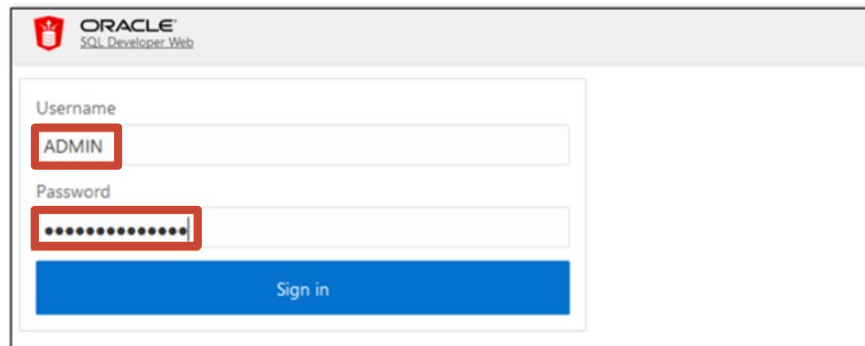 ORACLE
SQL Developer Web
Username
ADMIN
Password
••••••••••••••
Sign in